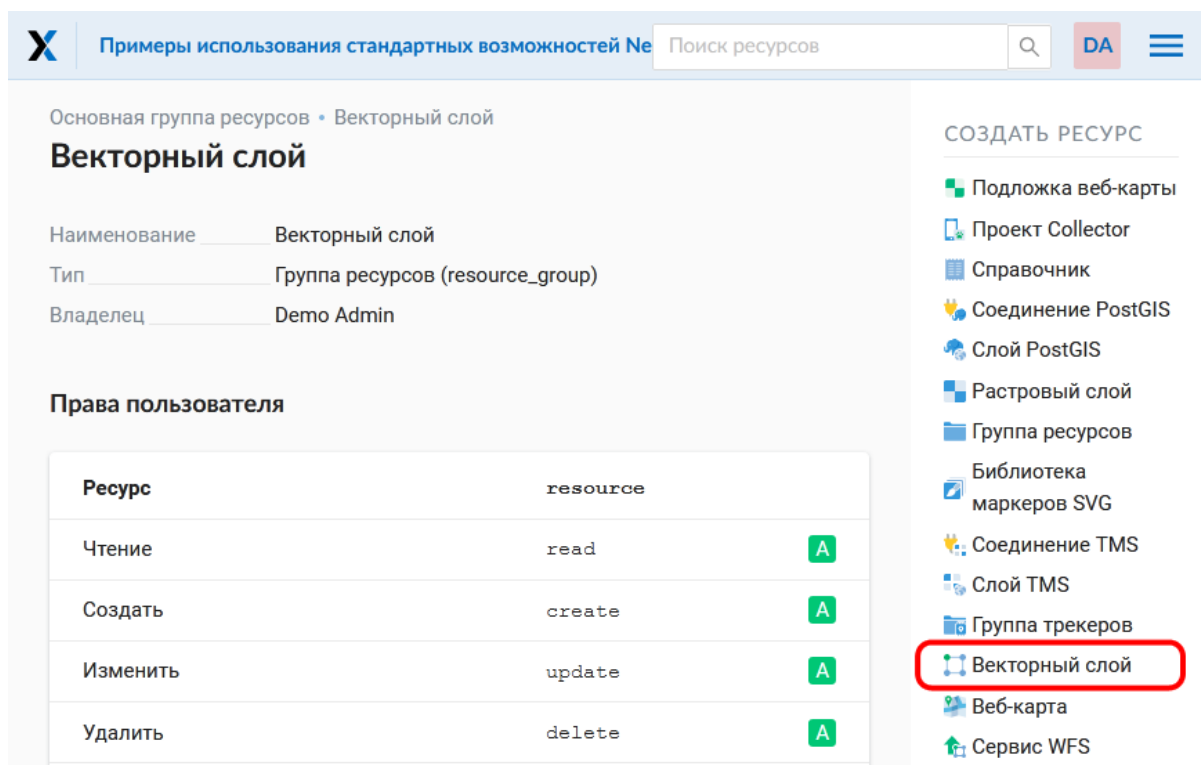 Примеры использования стандартных возможностей Ne
Поиск ресурсов
DA
Основная группа ресурсов • Векторный слой
Векторный слой
Наименование Векторный слой
Тип Группа ресурсов (resource_group)
Владелец Demo Admin
Права пользователя
Ресурс resource
Чтение read A
Создать create A
Изменить update A
Удалить delete A
СОЗДАТЬ РЕСУРС
Подложка веб-карты
Проект Collector
Справочник
Соединение PostGIS
Слой PostGIS
Растровый слой
Группа ресурсов
Библиотека
маркеров SVG
Соединение TMS
Слой TMS
Группа трекеров
Векторный слой
Веб-карта
Сервис WFS